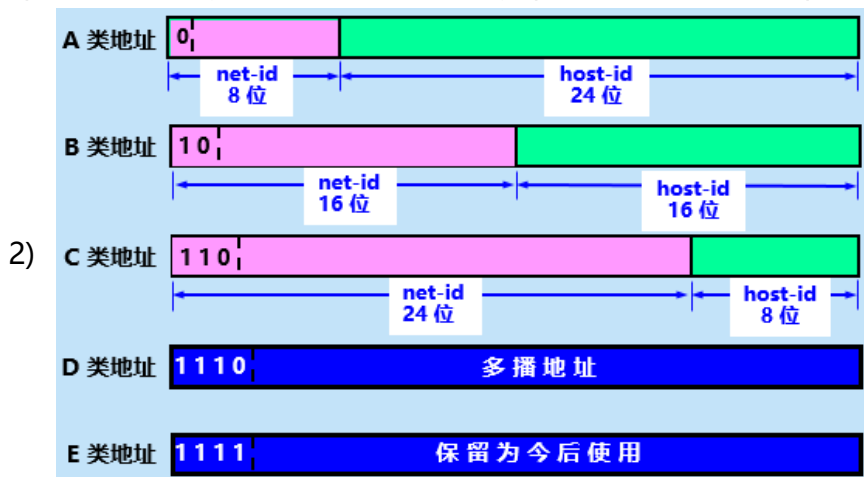 A 类地址 0
net-id host-id
8 位 24 位
B 类地址 1 0
net-id host-id
16 位 16 位
2) C 类地址 1 1 0
net-id host-id
24 位 8 位
D 类地址 1 1 1 0 多 播 地 址
E 类地址 1 1 1 1 保 留 为 今 后 使 用